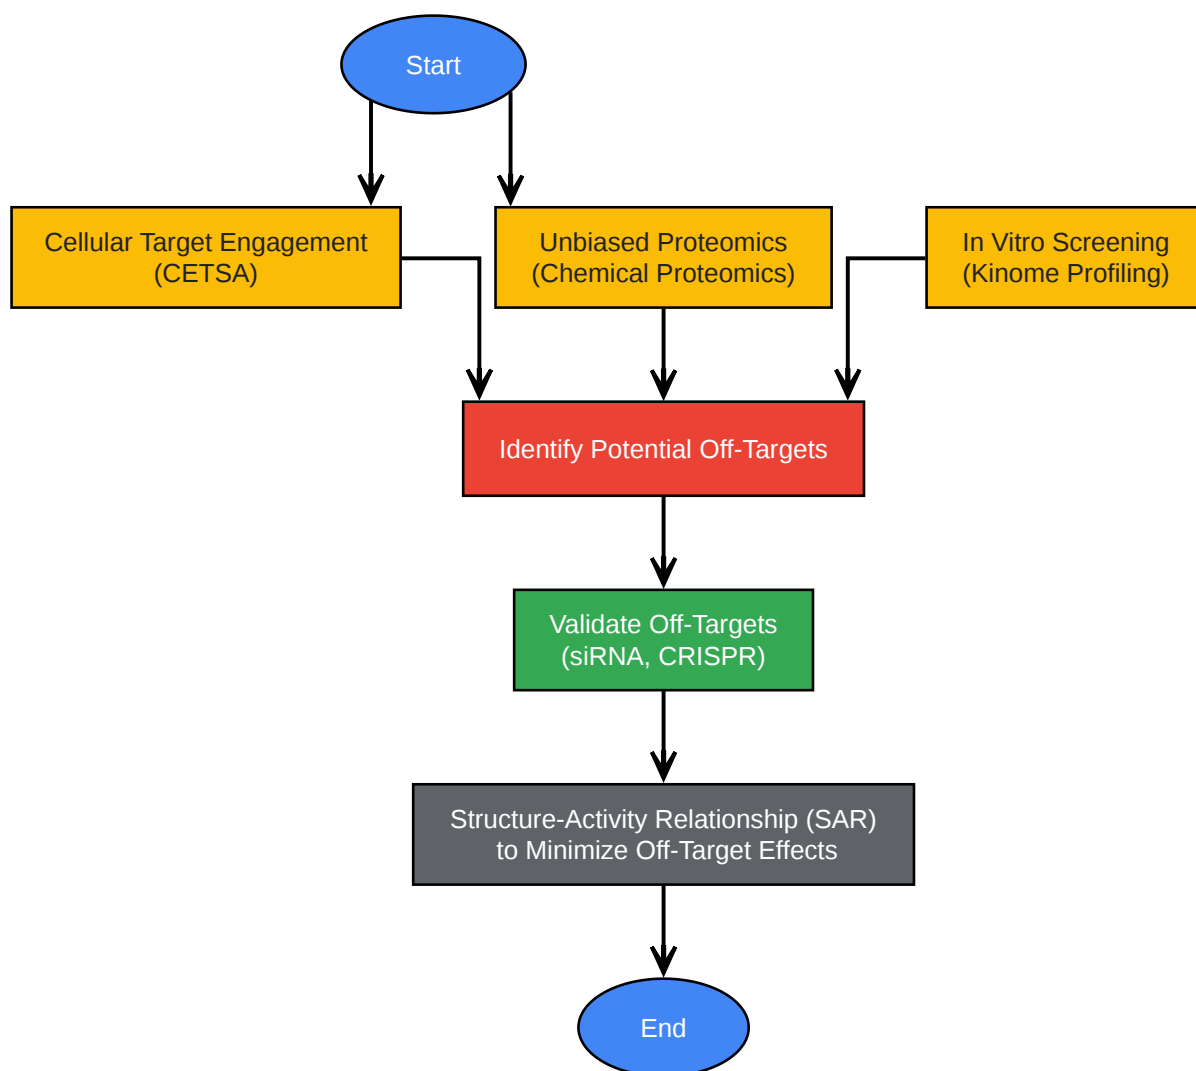 Start
Cellular Target Engagement
(CETSA)
Unbiased Proteomics
(Chemical Proteomics)
In Vitro Screening
(Kinome Profiling)
Identify Potential Off-Targets
Validate Off-Targets
(siRNA, CRISPR)
Structure-Activity Relationship (SAR)
to Minimize Off-Target Effects
End